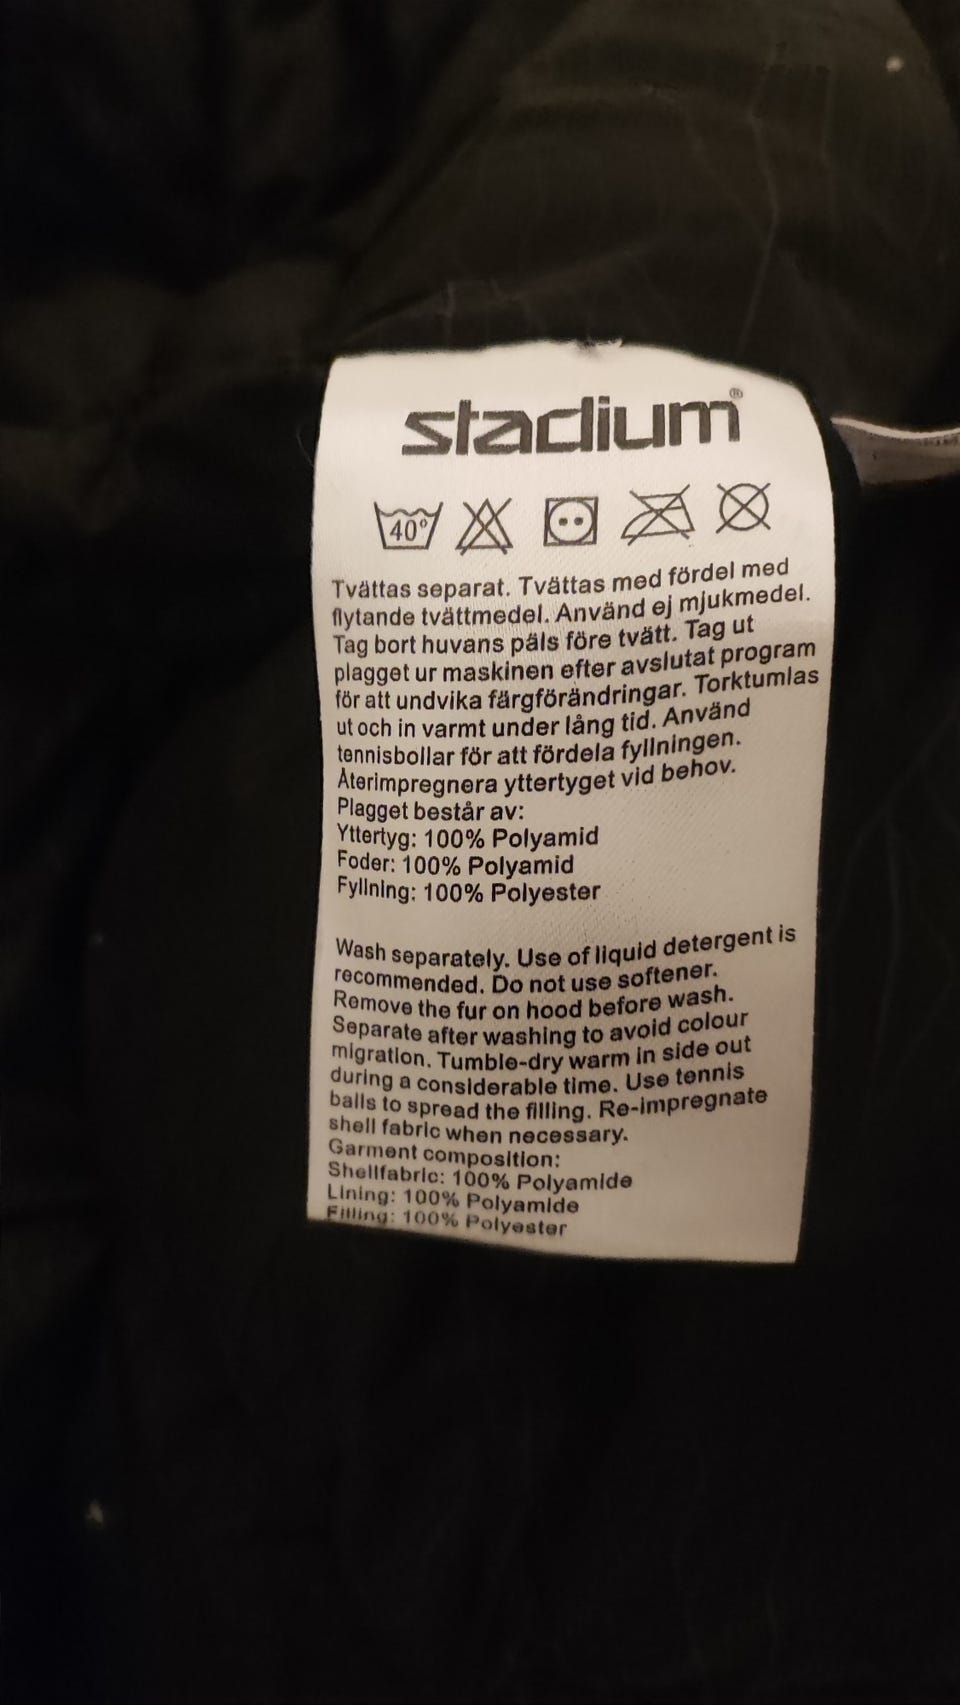 stadium®
40°
Tvättas separat. Tvättas med fördel med
flytande tvättmedel. Använd ej mjukmedel.
Tag bort huvans päls före tvätt. Tag ut
plagget ur maskinen efter avslutat program
för att undvika färgförändringar. Torktumlas
ut och in varmt under lång tid. Använd
tennisbollar för att fördela fyllningen.
Återimpregnera yttertyget vid behov.
Plagget består av:
Yttertyg: 100% Polyamid
Foder: 100% Polyamid
Fyllning: 100% Polyester
Wash separately. Use of liquid detergent is
recommended. Do not use softener.
Remove the fur on hood before wash.
Separate after washing to avoid colour
migration. Tumble-dry warm in side out
during a considerable time. Use tennis
balls to spread the filling. Re-impregnate
shell fabric when necessary.
Garment composition:
Shellfabric: 100% Polyamide
Lining: 100% Polyamide
Filling: 100% Polyester